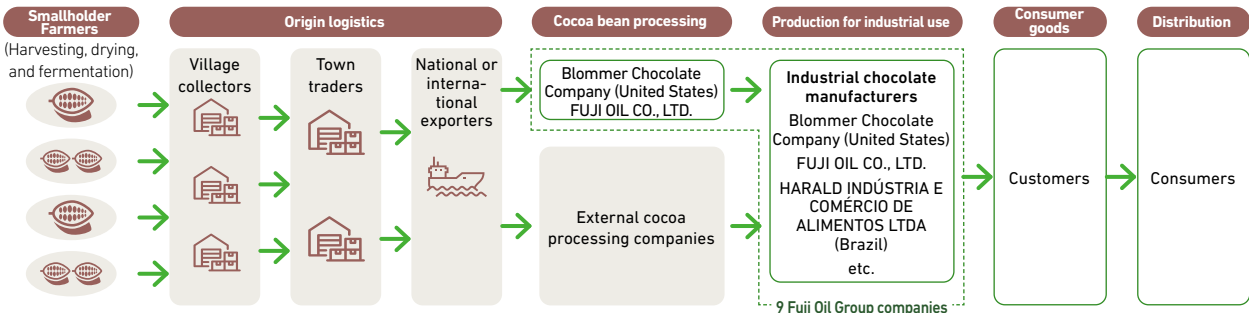 Smallholder
Farmers
(Harvesting, drying,
and fermentation)
Origin logistics
Village
collectors
Town
traders
National or
interna-
tional
exporters
Cocoa bean processing
Blommer Chocolate
Company (United States)
FUJI OIL CO., LTD.
External cocoa
processing companies
Production for industrial use
Industrial chocolate
manufacturers
Blommer Chocolate
Company (United States)
FUJI OIL CO., LTD.
HARALD INDÚSTRIA E
COMÉRCIO DE
ALIMENTOS LTDA
(Brazil)
etc.
9 Fuji Oil Group companies
Consumer
goods
Customers
Distribution
Consumers